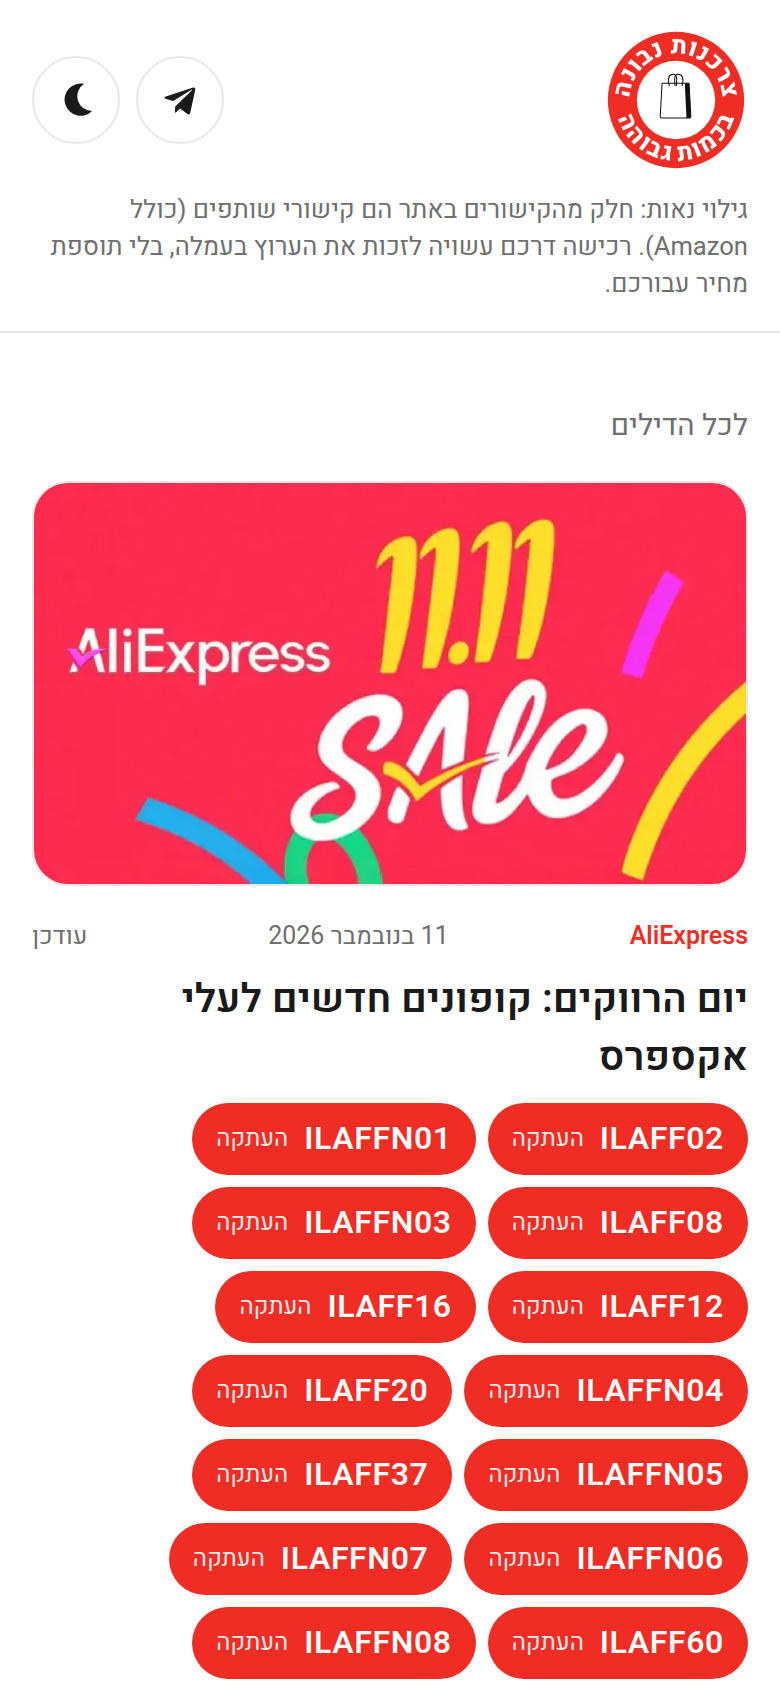 צרכנות נבונה
בכמות גבוהה
גילוי נאות: חלק מהקישורים באתר הם קישורי שותפים (כולל
Amazon). רכישה דרכם עשויה לזכות את הערוץ בעמלה, בלי תוספת
מחיר עבורכם.
לכל הדילים
11.11
AliExpress
SALe
AliExpress
11 בנובמבר 2026
עודכן
יום הרווקים: קופונים חדשים לעלי
אקספרס
ILAFF02 העתקה
ILAFFN01 העתקה
ILAFF08 העתקה
ILAFFN03 העתקה
ILAFF12 העתקה
ILAFF16 העתקה
ILAFFN04 העתקה
ILAFF20 העתקה
ILAFFN05 העתקה
ILAFF37 העתקה
ILAFFN06 העתקה
ILAFFN07 העתקה
ILAFF60 העתקה
ILAFFN08 העתקה